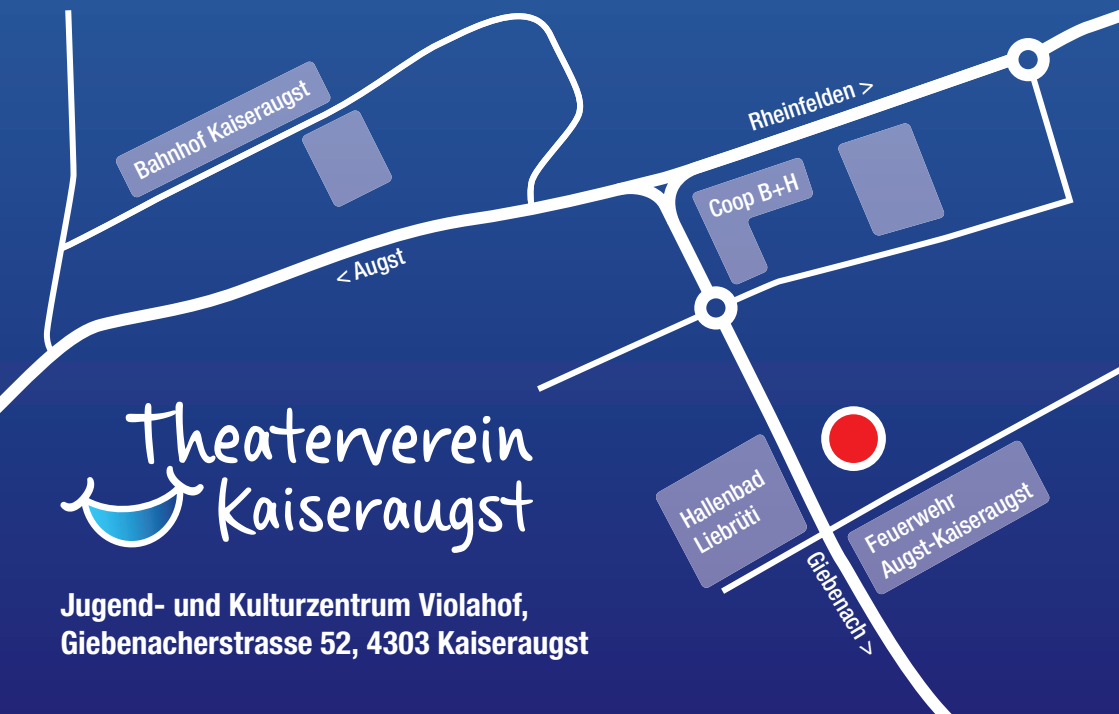 Bahnhof Kaiseraugst
Rheinfelden >
Coop B+H
< Augst
Theaterverein
Kaiseraugst
Hallenbad
Liebrüti
Feuerwehr
Augst-Kaiseraugst
Giebenach >
Jugend- und Kulturzentrum Violahof,
Giebenacherstrasse 52, 4303 Kaiseraugst